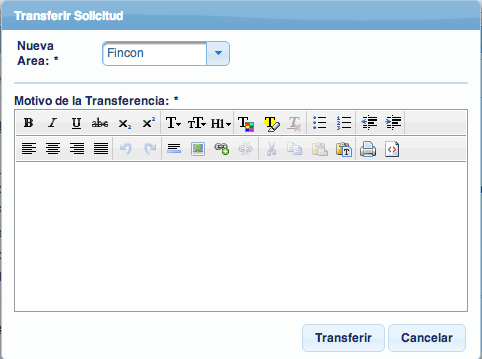 Transferir Solicitud
Nueva
Area: *
Fincon
Motivo de la Transferencia: *
B I U abc X₂ X² T TT H1 T T T
Transferir Cancelar